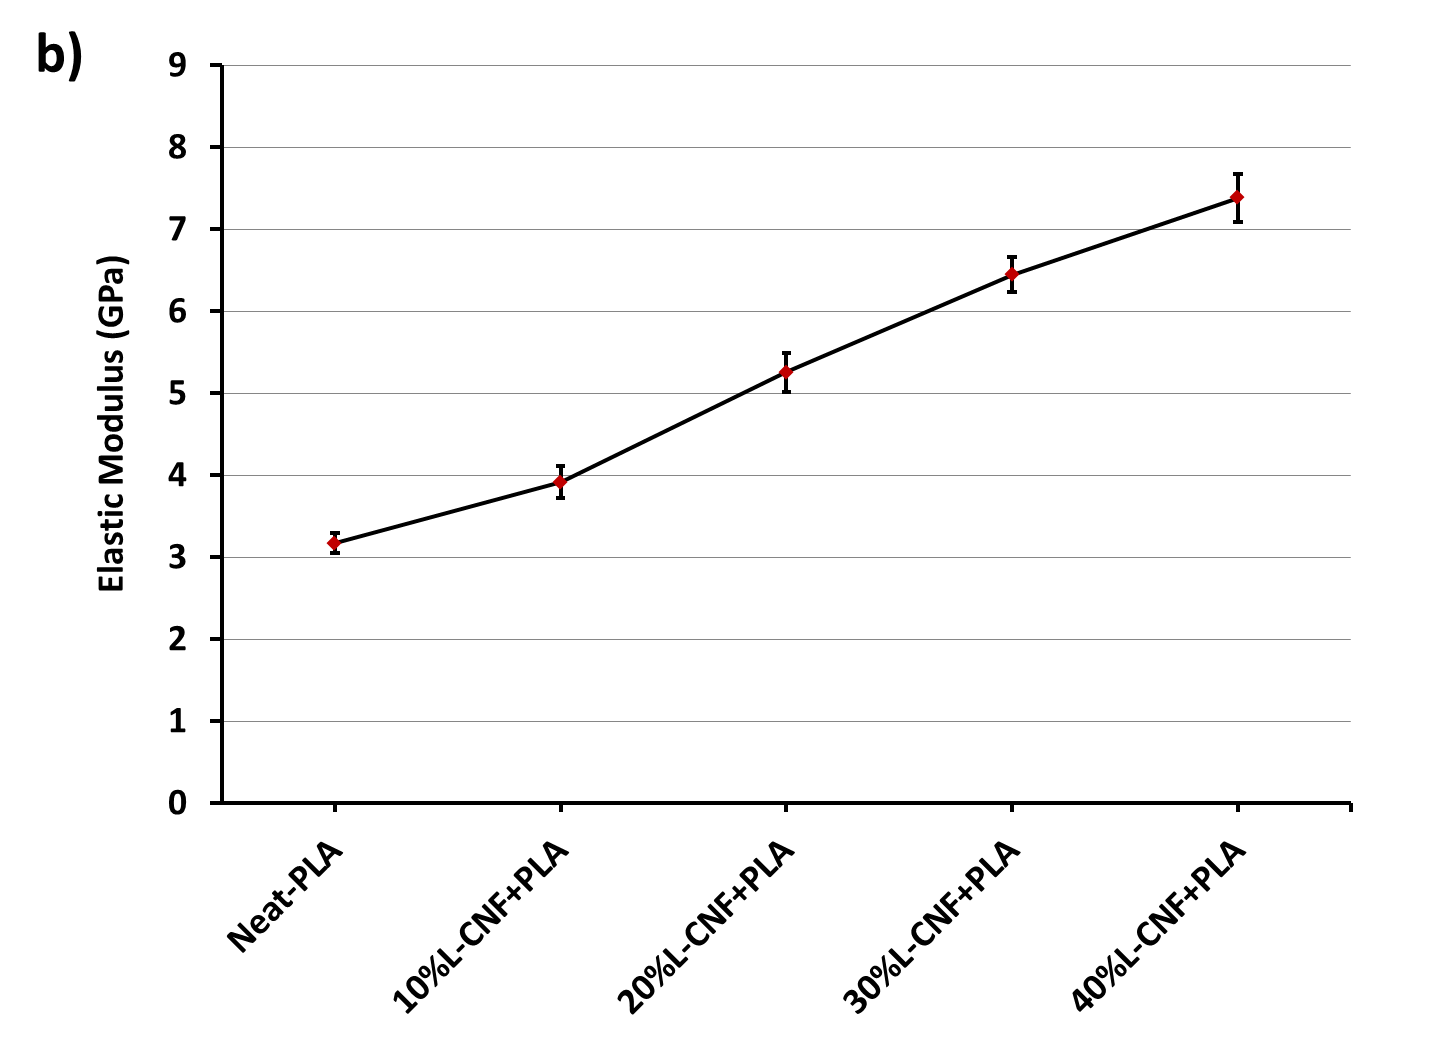 b)
9
8
7
6
5
4
3
2
1
0
Elastic Modulus (GPa)
Neat-PLA
10%L-CNF+PLA
20%L-CNF+PLA
30%L-CNF+PLA
40%L-CNF+PLA